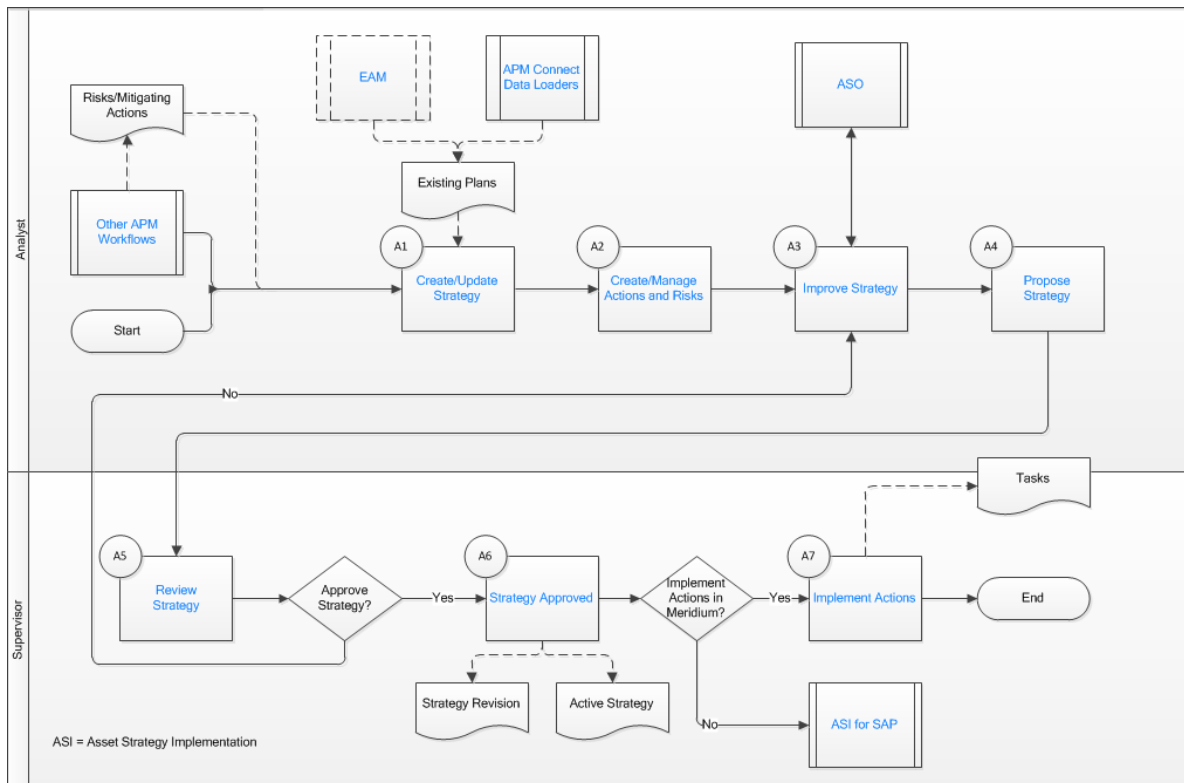 Analyst
EAM
APM Connect
Data Loaders
ASO
Risks/Mitigating
Actions
Existing Plans
Other APM
Workflows
A1
Create/Update
Strategy
A2
Create/Manage
Actions and Risks
A3
Improve Strategy
A4
Propose
Strategy
Start
No
Supervisor
Tasks
A5
Review
Strategy
Approve
Strategy?
Yes
A6
Strategy Approved
Implement
Actions in
Meridium?
Yes
A7
Implement Actions
End
Strategy Revision
Active Strategy
No
ASI for SAP
ASI = Asset Strategy Implementation